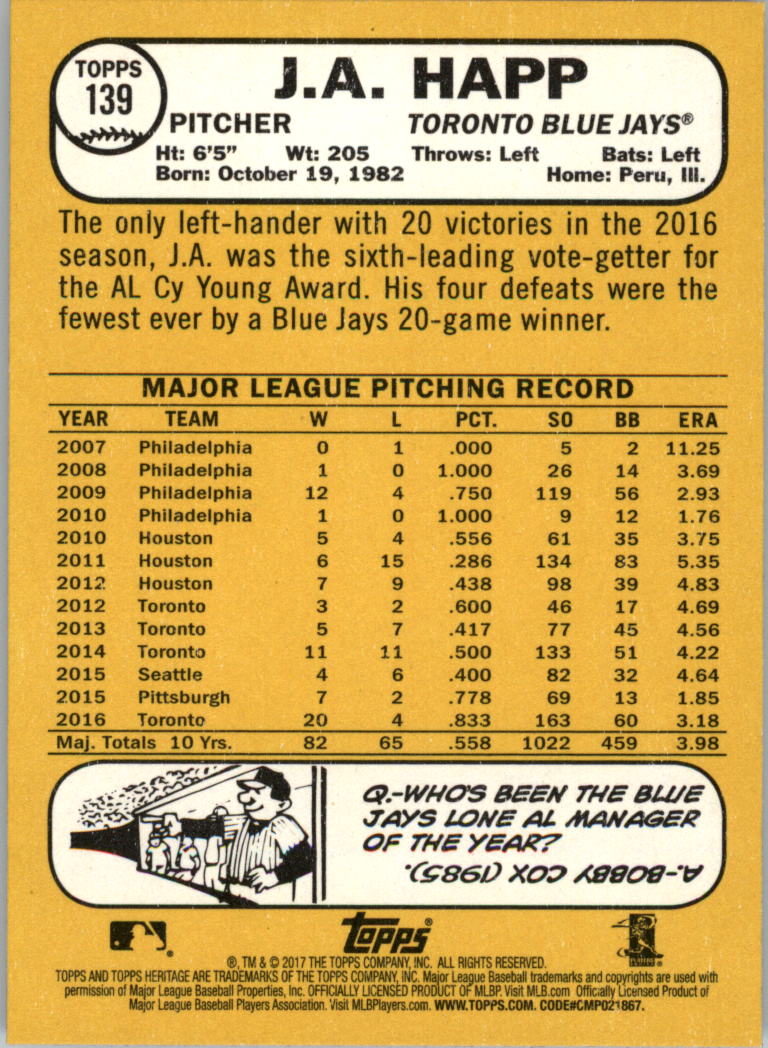 TOPPS
139
J.A. HAPP
PITCHER TORONTO BLUE JAYS®
Ht: 6'5" Wt: 205 Throws: Left Bats: Left
Born: October 19, 1982 Home: Peru, Ill.
The only left-hander with 20 victories in the 2016
season, J.A. was the sixth-leading vote-getter for
the AL Cy Young Award. His four defeats were the
fewest ever by a Blue Jays 20-game winner.
MAJOR LEAGUE PITCHING RECORD
YEAR TEAM W L PCT. SO BB ERA
2007 Philadelphia 0 1 .000 5 2 11.25
2008 Philadelphia 1 0 1.000 26 14 3.69
2009 Philadelphia 12 4 .750 119 56 2.93
2010 Philadelphia 1 0 1.000 9 12 1.76
2010 Houston 5 4 .556 61 35 3.75
2011 Houston 6 15 .286 134 83 5.35
2012 Houston 7 9 .438 98 39 4.83
2012 Toronto 3 2 .600 46 17 4.69
2013 Toronto 5 7 .417 77 45 4.56
2014 Toronto 11 11 .500 133 51 4.22
2015 Seattle 4 6 .400 82 32 4.64
2015 Pittsburgh 7 2 .778 69 13 1.85
2016 Toronto 20 4 .833 163 60 3.18
Maj. Totals 10 Yrs. 82 65 .558 1022 459 3.98
Q.-WHO'S BEEN THE BLUE
JAYS LONE AL MANAGER
OF THE YEAR?
A.-BOBBY COX (1985).
TOPPS®
®, TM & © 2017 THE TOPPS COMPANY, INC. ALL RIGHTS RESERVED.
TOPPS AND TOPPS HERITAGE ARE TRADEMARKS OF THE TOPPS COMPANY, INC. Major League Baseball trademarks and copyrights are used with
permission of Major League Baseball Properties, Inc. OFFICIALLY LICENSED PRODUCT OF MLBP. Visit MLB.com Officially Licensed Product of
Major League Baseball Players Association. Visit MLBPlayers.com. WWW.TOPPS.COM. CODE#CMP021867.